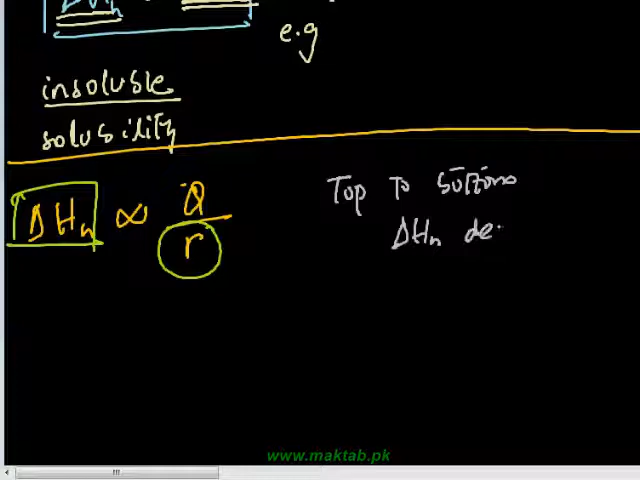 e.g
insoluble
solubility
ΔHh ∝ Q/r
Top to bottom
ΔHh de.
www.maktab.pk